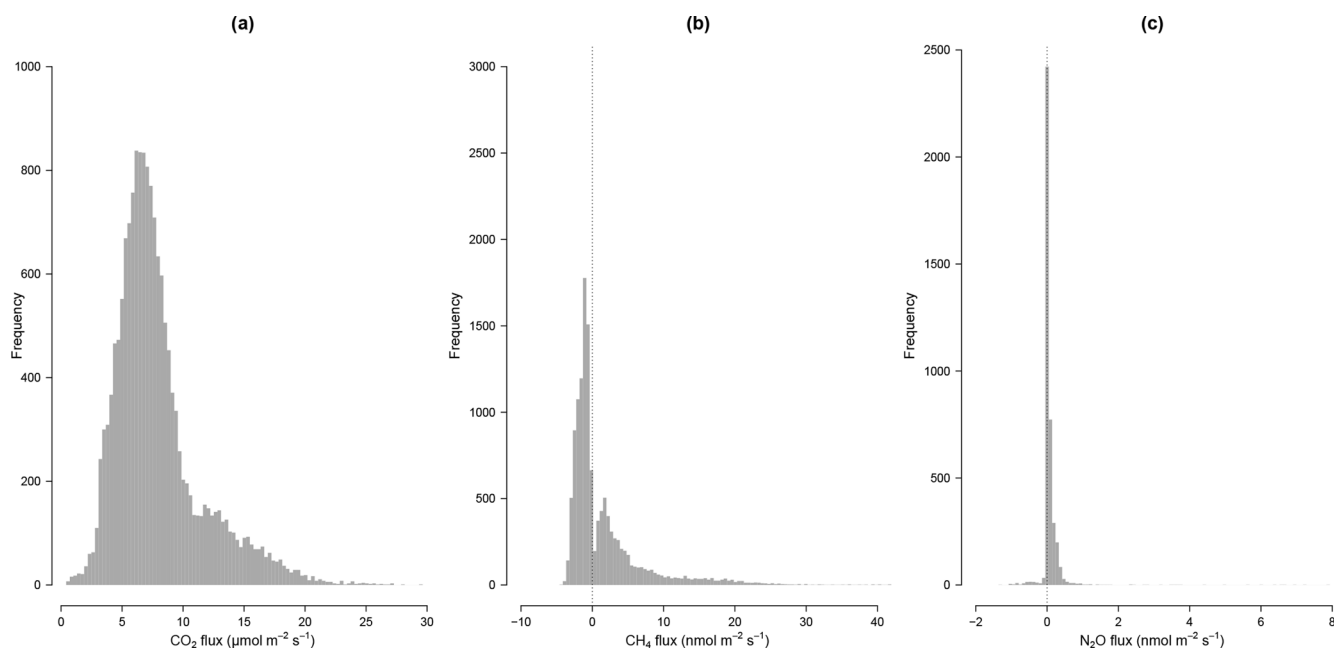 (a)
(b)
(c)
Frequency
1000
800
600
400
200
0
0 5 10 15 20 25 30
CO₂ flux (μmol m⁻² s⁻¹)
Frequency
3000
2500
2000
1500
1000
500
0
−10 0 10 20 30 40
CH₄ flux (nmol m⁻² s⁻¹)
Frequency
2500
2000
1500
1000
500
0
−2 0 2 4 6 8
N₂O flux (nmol m⁻² s⁻¹)